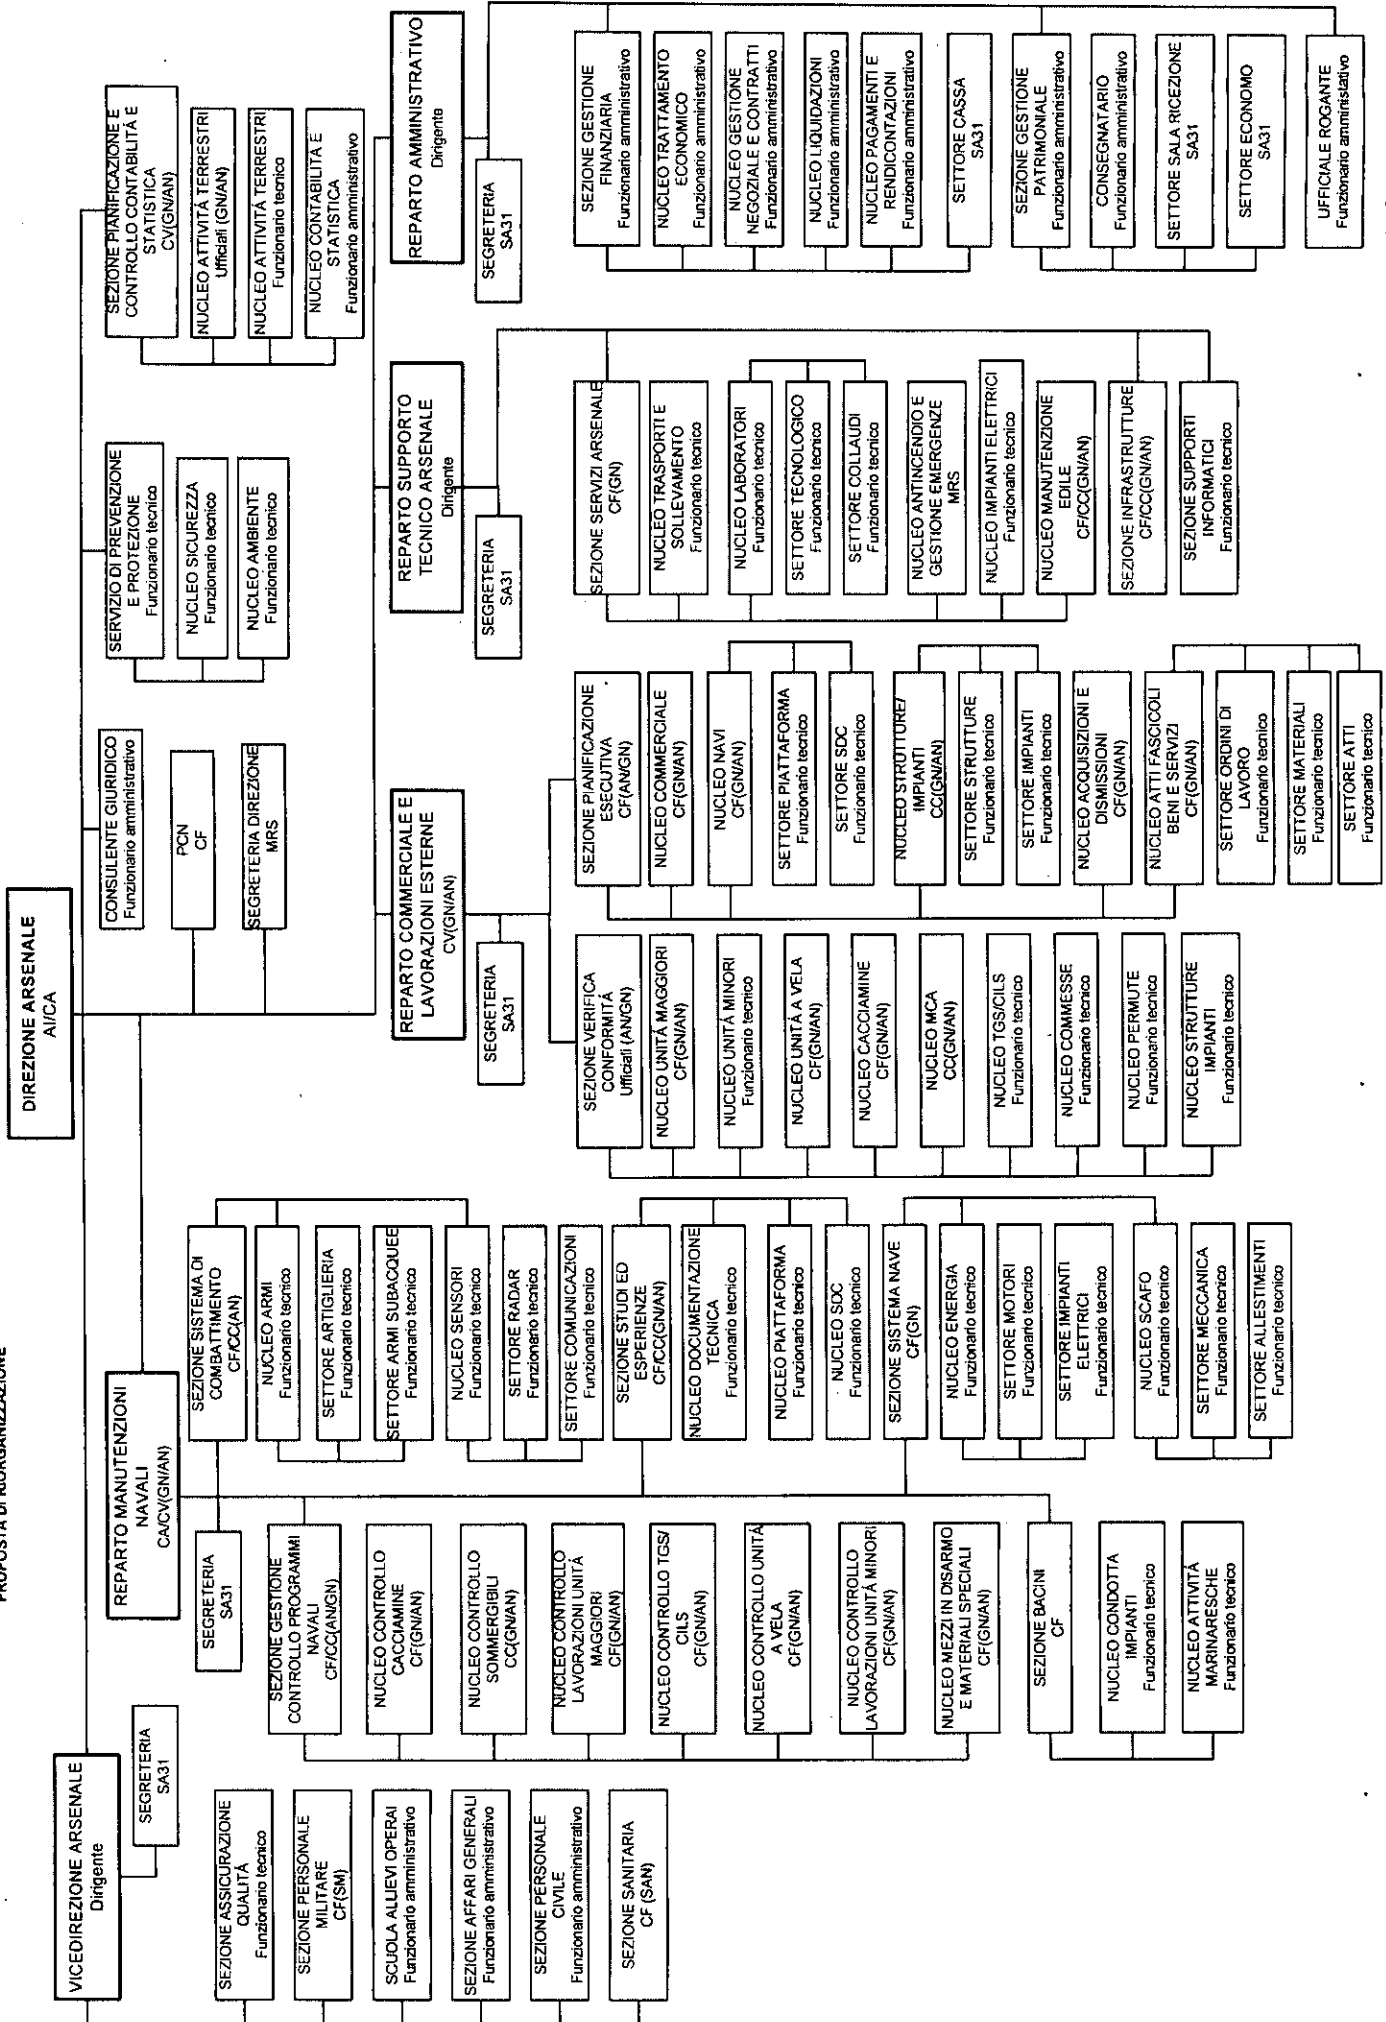 PROPOSTA DI RIORGANIZZAZIONE
DIREZIONE ARSENALE
AI/CA
VICEDIREZIONE ARSENALE
Dirigente
SEGRETERIA
SA31
SEZIONE ASSICURAZIONE
QUALITÁ
Funzionario tecnico
SEZIONE PERSONALE
MILITARE
CF(SM)
SCUOLA ALLIEVI OPERAI
Funzionario amministrativo
SEZIONE AFFARI GENERALI
Funzionario amministrativo
SEZIONE PERSONALE
CIVILE
Funzionario amministrativo
SEZIONE SANITARIA
CF (SAN)
CONSULENTE GIURIDICO
Funzionario amministrativo
PCN
CF
SEGRETERIA DIREZIONE
MRS
SERVIZIO DI PREVENZIONE
E PROTEZIONE
Funzionario tecnico
NUCLEO SICUREZZA
Funzionario tecnico
NUCLEO AMBIENTE
Funzionario tecnico
SEZIONE PIANIFICAZIONE E
CONTROLLO CONTABILITÁ E
STATISTICA
CV(GN/AN)
NUCLEO ATTIVITÁ TERRESTRI
Ufficiali (GN/AN)
NUCLEO ATTIVITÁ TERRESTRI
Funzionario tecnico
NUCLEO CONTABILITÁ E
STATISTICA
Funzionario amministrativo
REPARTO MANUTENZIONI
NAVALI
CA/CV(GN/AN)
SEGRETERIA
SA31
SEZIONE GESTIONE
CONTROLLO PROGRAMMI
NAVALI
CF/CC(AN/GN)
NUCLEO CONTROLLO
CACCIAMINE
CF(GN/AN)
NUCLEO CONTROLLO
SOMMERGIBILI
CC(GN/AN)
NUCLEO CONTROLLO
LAVORAZIONI UNITÁ
MAGGIORI
CF(GN/AN)
NUCLEO CONTROLLO TGS/
CILS
CF(GN/AN)
NUCLEO CONTROLLO UNITÁ
A VELA
CF(GN/AN)
NUCLEO CONTROLLO
LAVORAZIONI UNITÁ MINORI
CF(GN/AN)
NUCLEO MEZZI IN DISARMO
E MATERIALI SPECIALI
CF(GN/AN)
SEZIONE BACINI
CF
NUCLEO CONDOTTA
IMPIANTI
Funzionario tecnico
NUCLEO ATTIVITÁ
MARINARESCHE
Funzionario tecnico
SEZIONE SISTEMA DI
COMBATTIMENTO
CF/CC(AN)
NUCLEO ARMI
Funzionario tecnico
SETTORE ARTIGLIERIA
Funzionario tecnico
SETTORE ARMI SUBACQUEE
Funzionario tecnico
NUCLEO SENSORI
Funzionario tecnico
SETTORE RADAR
Funzionario tecnico
SETTORE COMUNICAZIONI
Funzionario tecnico
SEZIONE STUDI ED
ESPERIENZE
CF/CC(GN/AN)
NUCLEO DOCUMENTAZIONE
TECNICA
Funzionario tecnico
NUCLEO PIATTAFORMA
Funzionario tecnico
NUCLEO SDC
Funzionario tecnico
SEZIONE SISTEMA NAVE
CF(GN)
NUCLEO ENERGIA
Funzionario tecnico
SETTORE MOTORI
Funzionario tecnico
SETTORE IMPIANTI
ELETTRICI
Funzionario tecnico
NUCLEO SCAFO
Funzionario tecnico
SETTORE MECCANICA
Funzionario tecnico
SETTORE ALLESTIMENTI
Funzionario tecnico
REPARTO COMMERCIALE E
LAVORAZIONI ESTERNE
CV(GN/AN)
SEGRETERIA
SA31
SEZIONE VERIFICA
CONFORMITÁ
Ufficiali (AN/GN)
NUCLEO UNITÁ MAGGIORI
CF(GN/AN)
NUCLEO UNITÁ MINORI
Funzionario tecnico
NUCLEO UNITÁ A VELA
CF(GN/AN)
NUCLEO CACCIAMINE
CF(GN/AN)
NUCLEO MCA
CC(GN/AN)
NUCLEO TGS/CILS
Funzionario tecnico
NUCLEO COMMESSE
Funzionario tecnico
NUCLEO PERMUTE
Funzionario tecnico
NUCLEO STRUTTURE
IMPIANTI
Funzionario tecnico
SEZIONE PIANIFICAZIONE
ESECUTIVA
CF(AN/GN)
NUCLEO COMMERCIALE
CF(GN/AN)
NUCLEO NAVI
CF(GN/AN)
SETTORE PIATTAFORMA
Funzionario tecnico
SETTORE SDC
Funzionario tecnico
NUCLEO STRUTTURE/
IMPIANTI
CC(GN/AN)
SETTORE STRUTTURE
Funzionario tecnico
SETTORE IMPIANTI
Funzionario tecnico
NUCLEO ACQUISIZIONI E
DISMISSIONI
CF(GN/AN)
NUCLEO ATTI FASCICOLI
BENI E SERVIZI
CF(GN/AN)
SETTORE ORDINI DI
LAVORO
Funzionario tecnico
SETTORE MATERIALI
Funzionario tecnico
SETTORE ATTI
Funzionario tecnico
REPARTO SUPPORTO
TECNICO ARSENALE
Dirigente
SEGRETERIA
SA31
SEZIONE SERVIZI ARSENALE
CF(GN)
NUCLEO TRASPORTI E
SOLLEVAMENTO
Funzionario tecnico
NUCLEO LABORATORI
Funzionario tecnico
SETTORE TECNOLOGICO
Funzionario tecnico
SETTORE COLLAUDI
Funzionario tecnico
NUCLEO ANTINCENDIO E
GESTIONE EMERGENZE
MRS
NUCLEO IMPIANTI ELETTRICI
Funzionario tecnico
NUCLEO MANUTENZIONE
EDILE
CF/CC(GN/AN)
SEZIONE INFRASTRUTTURE
CF/CC(GN/AN)
SEZIONE SUPPORTI
INFORMATICI
Funzionario tecnico
REPARTO AMMINISTRATIVO
Dirigente
SEGRETERIA
SA31
SEZIONE GESTIONE
FINANZIARIA
Funzionario amministrativo
NUCLEO TRATTAMENTO
ECONOMICO
Funzionario amministrativo
NUCLEO GESTIONE
NEGOZIALE E CONTRATTI
Funzionario amministrativo
NUCLEO LIQUIDAZIONI
Funzionario amministrativo
NUCLEO PAGAMENTI E
RENDICONTAZIONI
Funzionario amministrativo
SETTORE CASSA
SA31
SEZIONE GESTIONE
PATRIMONIALE
Funzionario amministrativo
CONSEGNATARIO
Funzionario amministrativo
SETTORE SALA RICEZIONE
SA31
SETTORE ECONOMO
SA31
UFFICIALE ROGANTE
Funzionario amministativo